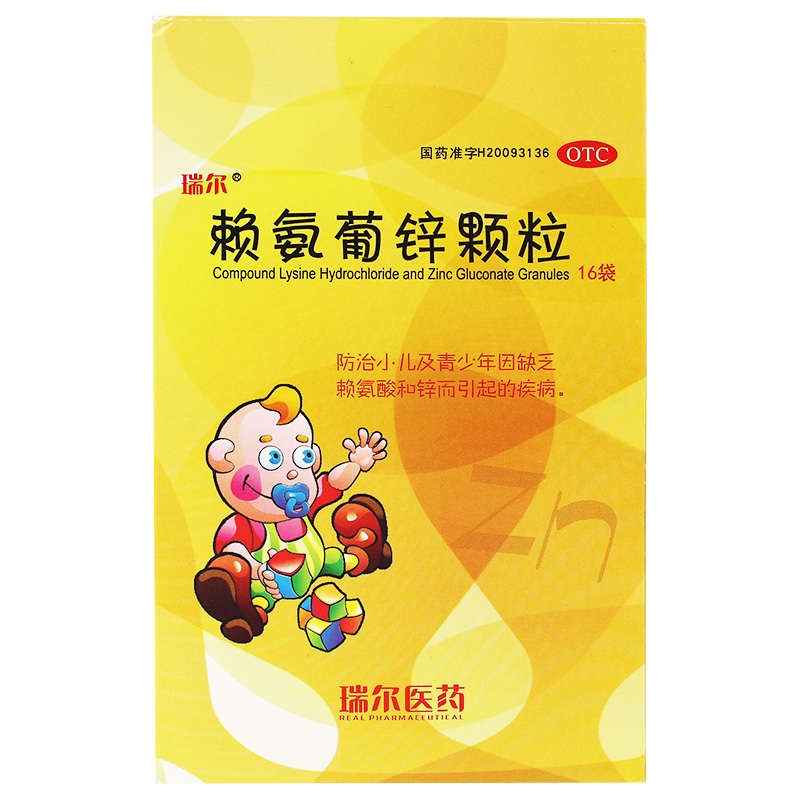 国药准字H20093136 OTC
瑞尔®
赖氨葡锌颗粒
Compound Lysine Hydrochloride and Zinc Gluconate Granules 16袋
防治小儿及青少年因缺乏
赖氨酸和锌而引起的疾病。
Zn
瑞尔医药
REAL PHARMACEUTICAL